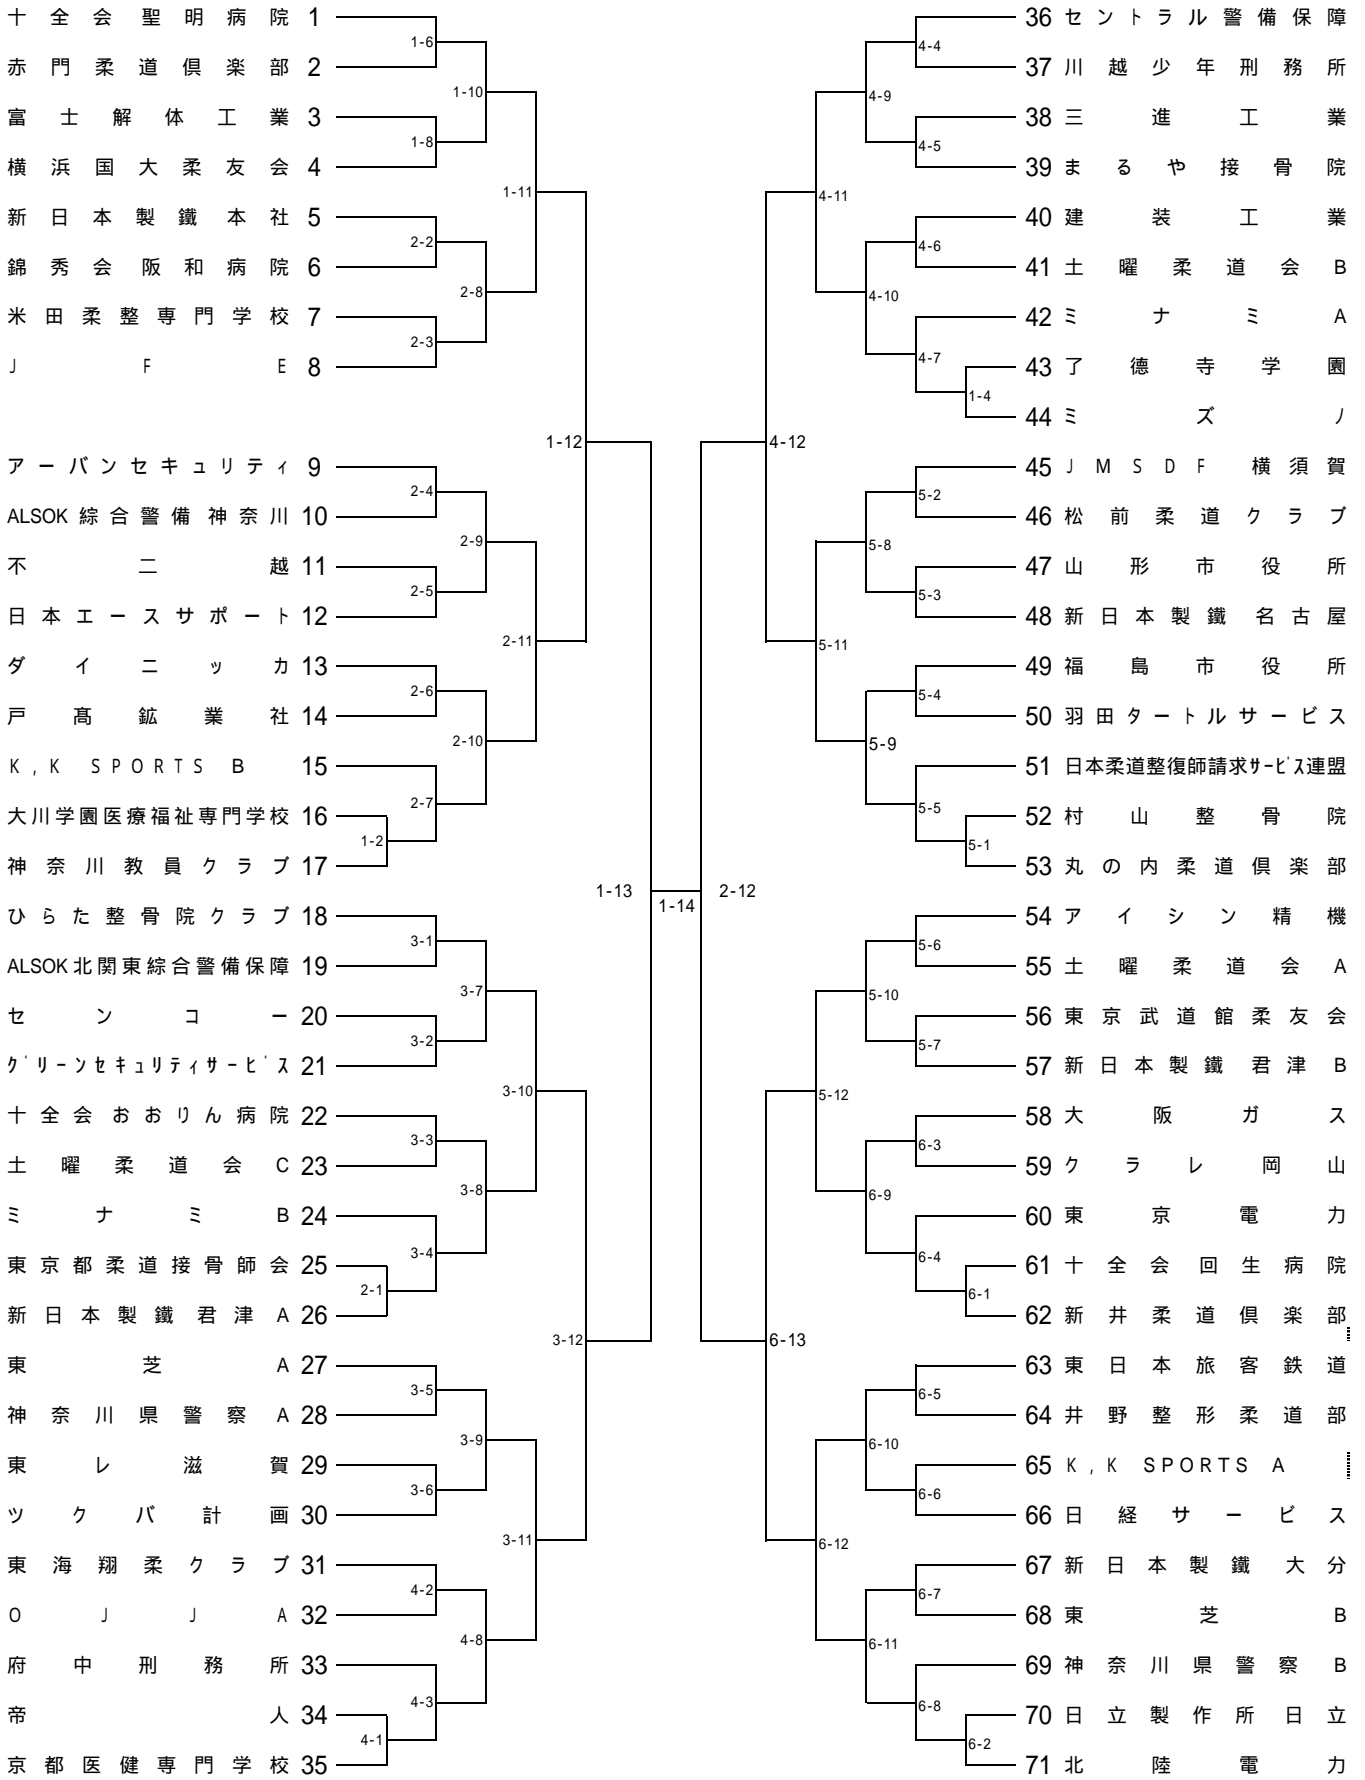 十全会聖明病院 1
1-6
赤門柔道倶楽部 2
1-10
富士解体工業 3
1-8
横浜国大柔友会 4
1-11
新日本製鐵本社 5
2-2
錦秀会阪和病院 6
2-8
米田柔整専門学校 7
2-3
JFE 8
1-12
アーバンセキュリティ 9
2-4
ALSOK綜合警備神奈川 10
2-9
不二越 11
2-5
日本エースサポート 12
2-11
ダイニッカ 13
2-6
戸髙鉱業社 14
2-10
K,K SPORTS B 15
2-7
大川学園医療福祉専門学校 16
1-2
神奈川教員クラブ 17
1-13
1-14
2-12
ひらた整骨院クラブ 18
3-1
ALSOK北関東綜合警備保障 19
3-7
センコー 20
3-2
グリーンセキュリティサービス 21
3-10
十全会おおりん病院 22
3-3
土曜柔道会C 23
3-8
ミナミB 24
3-4
東京都柔道接骨師会 25
2-1
新日本製鐵君津A 26
3-12
東芝A 27
3-5
神奈川県警察A 28
3-9
東レ滋賀 29
3-6
ツクバ計画 30
3-11
東海翔柔クラブ 31
4-2
OJJA 32
4-8
府中刑務所 33
4-3
帝人 34
4-1
京都医健専門学校 35
36 セントラル警備保障
4-4
37 川越少年刑務所
4-9
38 三進工業
4-5
39 まるや接骨院
4-11
40 建装工業
4-6
41 土曜柔道会B
4-10
42 ミナミA
4-7
43 了德寺学園
1-4
44 ミズノ
4-12
45 JMSDF 横須賀
5-2
46 松前柔道クラブ
5-8
47 山形市役所
5-3
48 新日本製鐵 名古屋
5-11
49 福島市役所
5-4
50 羽田タートルサービス
5-9
51 日本柔道整復師請求サービス連盟
5-5
52 村山整骨院
5-1
53 丸の内柔道倶楽部
54 アイシン精機
5-6
55 土曜柔道会A
5-10
56 東京武道館柔友会
5-7
57 新日本製鐵君津B
5-12
58 大阪ガス
6-3
59 クラレ岡山
6-9
60 東京電力
6-4
61 十全会回生病院
6-1
62 新井柔道倶楽部
6-13
63 東日本旅客鉄道
6-5
64 井野整形柔道部
6-10
65 K,K SPORTS A
6-6
66 日経サービス
6-12
67 新日本製鐵大分
6-7
68 東芝B
6-11
69 神奈川県警察B
6-8
70 日立製作所日立
6-2
71 北陸電力